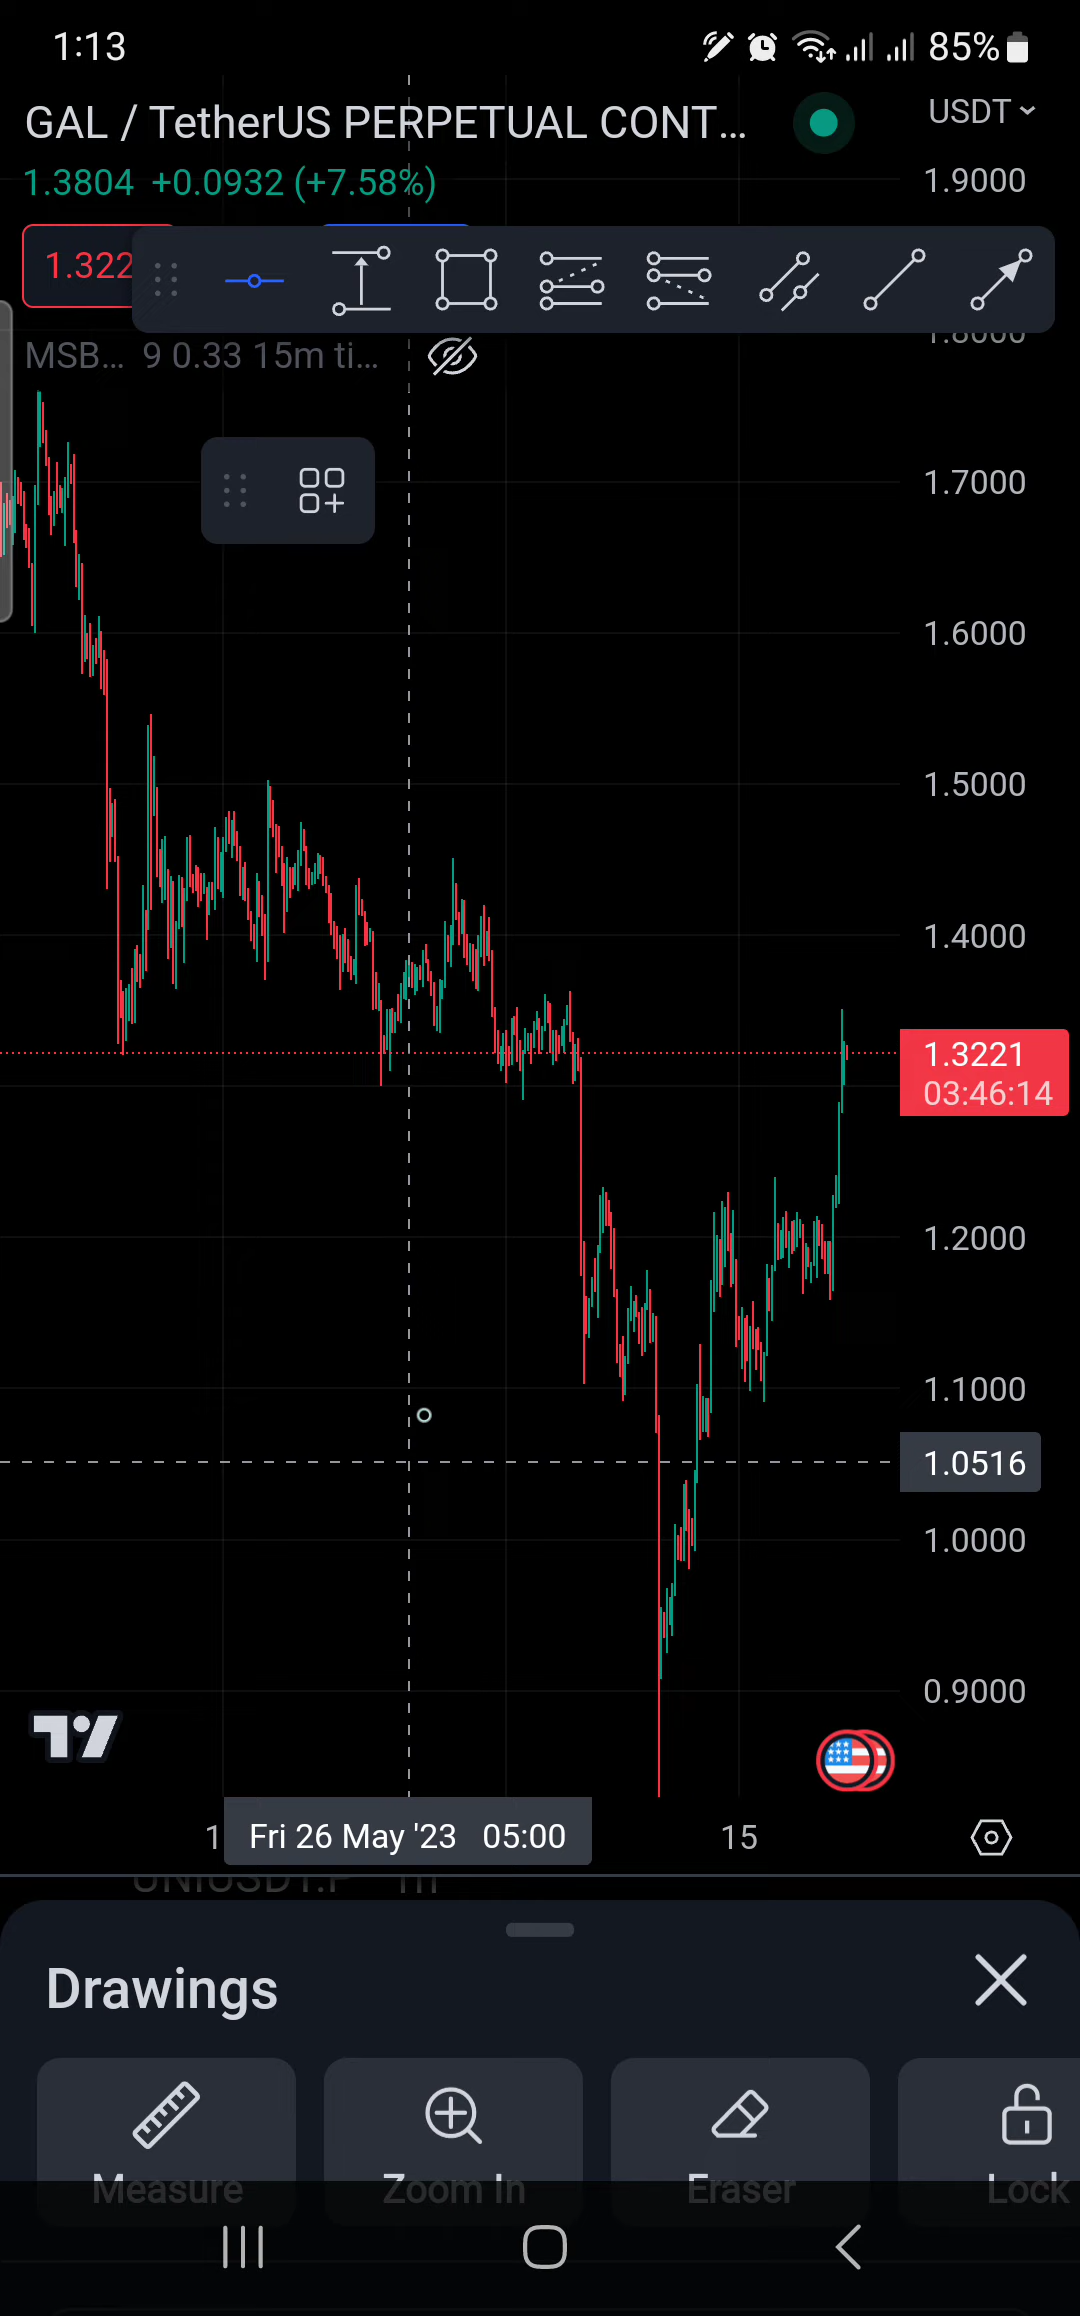 1:13 85%
GAL / TetherUS PERPETUAL CONT... USDT
1.3804 +0.0932 (+7.58%)
1.9000
1.322
1.8000
MSB... 9 0.33 15m ti...
1.7000
1.6000
1.5000
1.4000
1.3221
03:46:14
1.2000
1.1000
1.0516
1.0000
0.9000
1 Fri 26 May '23 05:00 15
UNIUSDT.P
Drawings
Measure Zoom In Eraser Lock